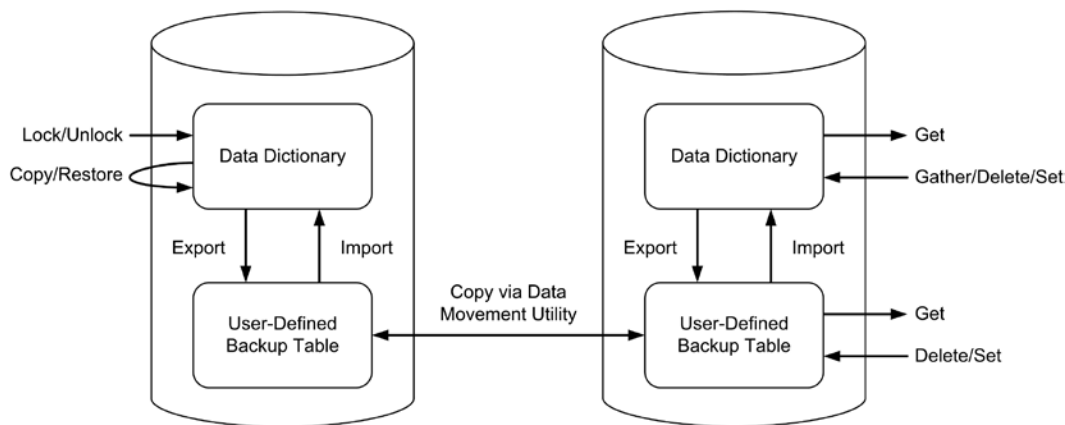 Lock/Unlock
Copy/Restore
Data Dictionary
Export
Import
User-Defined
Backup Table
Copy via Data
Movement Utility
Data Dictionary
Get
Gather/Delete/Set
Export
Import
User-Defined
Backup Table
Get
Delete/Set